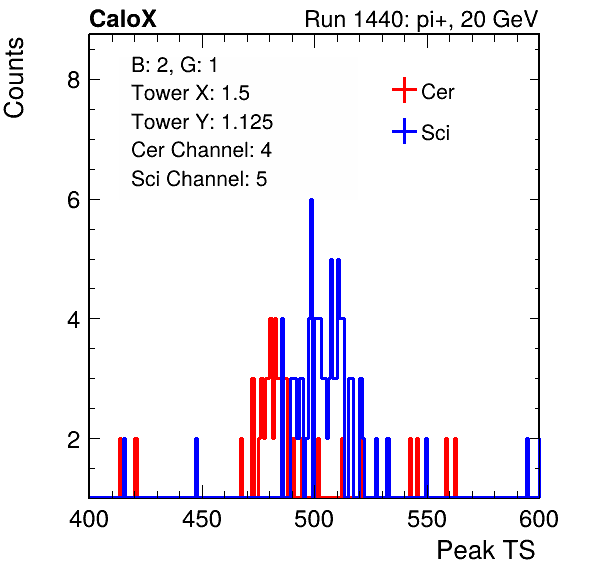 CaloX Run 1440: pi+, 20 GeV
Counts
B: 2, G: 1
Tower X: 1.5
Tower Y: 1.125
Cer Channel: 4
Sci Channel: 5
Cer
Sci
8
6
4
2
400 450 500 550 600
Peak TS